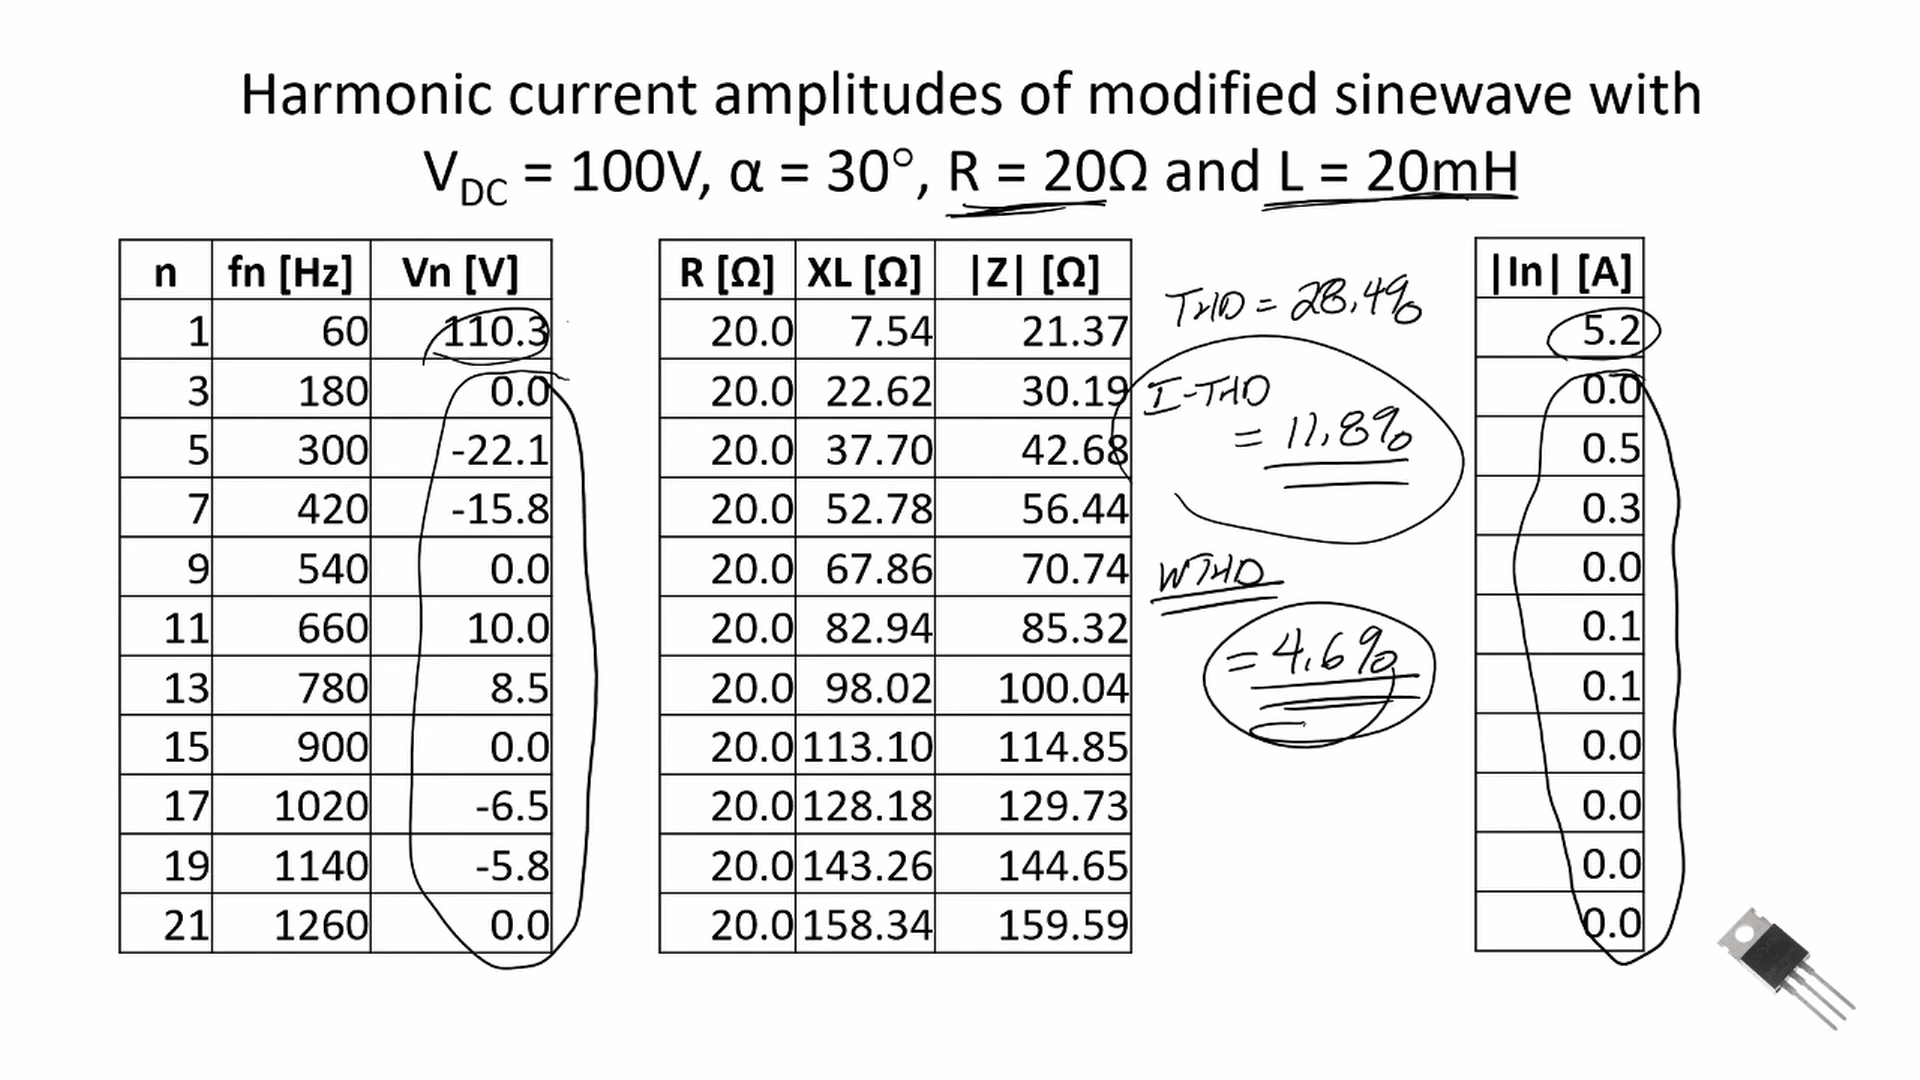 Harmonic current amplitudes of modified sinewave with
VDC = 100V, α = 30°, R = 20Ω and L = 20mH
n fn [Hz] Vn [V]
1 60 110.3
3 180 0.0
5 300 -22.1
7 420 -15.8
9 540 0.0
11 660 10.0
13 780 8.5
15 900 0.0
17 1020 -6.5
19 1140 -5.8
21 1260 0.0
R [Ω] XL [Ω] |Z| [Ω]
20.0 7.54 21.37
20.0 22.62 30.19
20.0 37.70 42.68
20.0 52.78 56.44
20.0 67.86 70.74
20.0 82.94 85.32
20.0 98.02 100.04
20.0 113.10 114.85
20.0 128.18 129.73
20.0 143.26 144.65
20.0 158.34 159.59
THD = 28.4%
I-THD
= 11.8%
WTHD
= 4.6%
|In| [A]
5.2
0.0
0.5
0.3
0.0
0.1
0.1
0.0
0.0
0.0
0.0